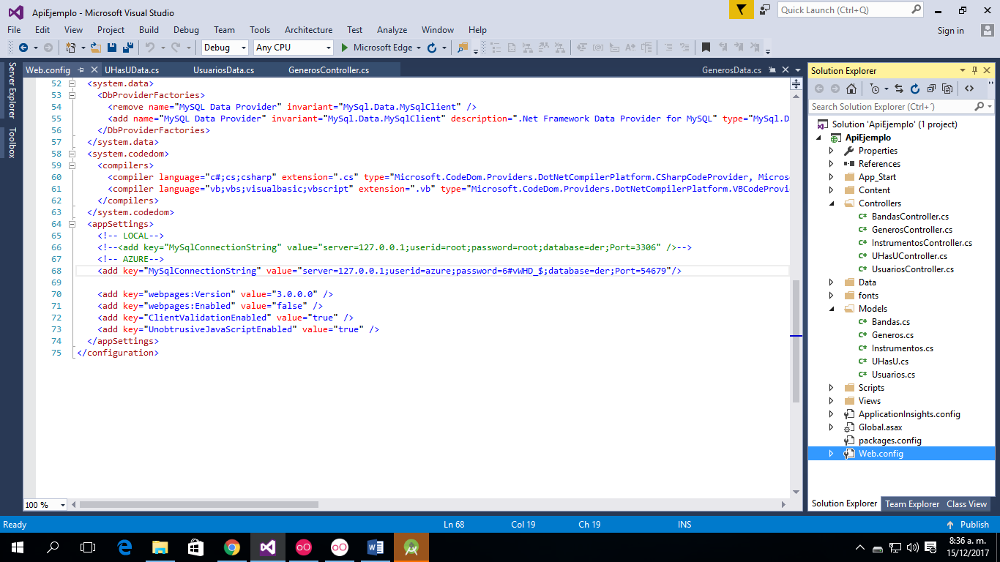 ApiEjemplo - Microsoft Visual Studio
Quick Launch (Ctrl+Q)
File Edit View Project Build Debug Team Tools Architecture Test Analyze Window Help
Sign in
Debug Any CPU Microsoft Edge
Server Explorer
Toolbox
Web.config UHasUData.cs UsuariosData.cs GenerosController.cs GenerosData.cs
52 <system.data>
53 <DbProviderFactories>
54 <remove name="MySQL Data Provider" invariant="MySql.Data.MySqlClient" />
55 <add name="MySQL Data Provider" invariant="MySql.Data.MySqlClient" description=".Net Framework Data Provider for MySQL" type="MySql.D
56 </DbProviderFactories>
57 </system.data>
58 <system.codedom>
59 <compilers>
60 <compiler language="c#;cs;csharp" extension=".cs" type="Microsoft.CodeDom.Providers.DotNetCompilerPlatform.CSharpCodeProvider, Micros
61 <compiler language="vb;vbs;visualbasic;vbscript" extension=".vb" type="Microsoft.CodeDom.Providers.DotNetCompilerPlatform.VBCodeProvi
62 </compilers>
63 </system.codedom>
64 <appSettings>
65 <!-- LOCAL-->
66 <!--<add key="MySqlConnectionString" value="server=127.0.0.1;userid=root;password=root;database=der;Port=3306" />-->
67 <!-- AZURE-->
68 <add key="MySqlConnectionString" value="server=127.0.0.1;userid=azure;password=6#vWHD_$;database=der;Port=54679"/>
69
70 <add key="webpages:Version" value="3.0.0.0" />
71 <add key="webpages:Enabled" value="false" />
72 <add key="ClientValidationEnabled" value="true" />
73 <add key="UnobtrusiveJavaScriptEnabled" value="true" />
74 </appSettings>
75 </configuration>
100 %
Solution Explorer
Search Solution Explorer (Ctrl+´)
Solution 'ApiEjemplo' (1 project)
ApiEjemplo
Properties
References
App_Start
Content
Controllers
C# BandasController.cs
C# GenerosController.cs
C# InstrumentosController.cs
C# UHasUController.cs
C# UsuariosController.cs
Data
fonts
Models
C# Bandas.cs
C# Generos.cs
C# Instrumentos.cs
C# UHasU.cs
C# Usuarios.cs
Scripts
Views
ApplicationInsights.config
Global.asax
packages.config
Web.config
Solution Explorer Team Explorer Class View
Ready Ln 68 Col 19 Ch 19 INS Publish
8:36 a. m.
15/12/2017